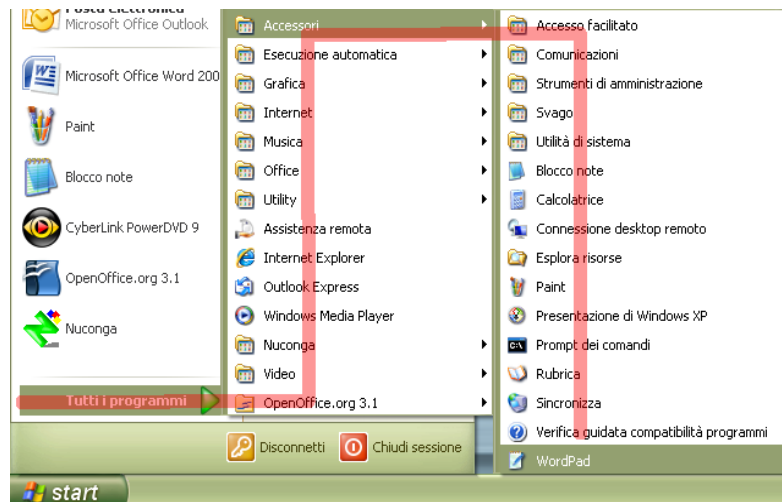 Posta elettronica
Microsoft Office Outlook
Microsoft Office Word 200
Paint
Blocco note
CyberLink PowerDVD 9
OpenOffice.org 3.1
Nuconga
Tutti i programmi
Accessori
Esecuzione automatica
Grafica
Internet
Musica
Office
Utility
Assistenza remota
Internet Explorer
Outlook Express
Windows Media Player
Nuconga
Video
OpenOffice.org 3.1
Accesso facilitato
Comunicazioni
Strumenti di amministrazione
Svago
Utilità di sistema
Blocco note
Calcolatrice
Connessione desktop remoto
Esplora risorse
Paint
Presentazione di Windows XP
Prompt dei comandi
Rubrica
Sincronizza
Verifica guidata compatibilità programmi
WordPad
Disconnetti
Chiudi sessione
start